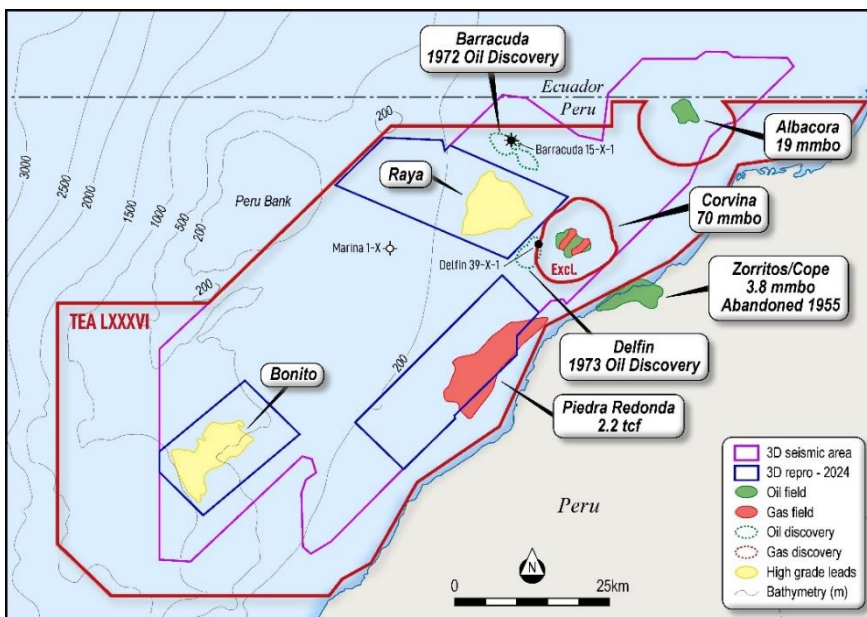 Barracuda
1972 Oil Discovery
Ecuador
Peru
200
Barracuda 15-X-1
Albacora
19 mmbo
3000
2500
2000
1500
1000
500
200
Peru Bank
Raya
Corvina
70 mmbo
Marina 1-X
Delfin 39-X-1
Excl.
Zorritos/Cope
3.8 mmbo
Abandoned 1955
200
TEA LXXXVI
Delfin
1973 Oil Discovery
200
Bonito
Piedra Redonda
2.2 tcf
Peru
0
25km
N
3D seismic area
3D repro - 2024
Oil field
Gas field
Oil discovery
Gas discovery
High grade leads
Bathymetry (m)